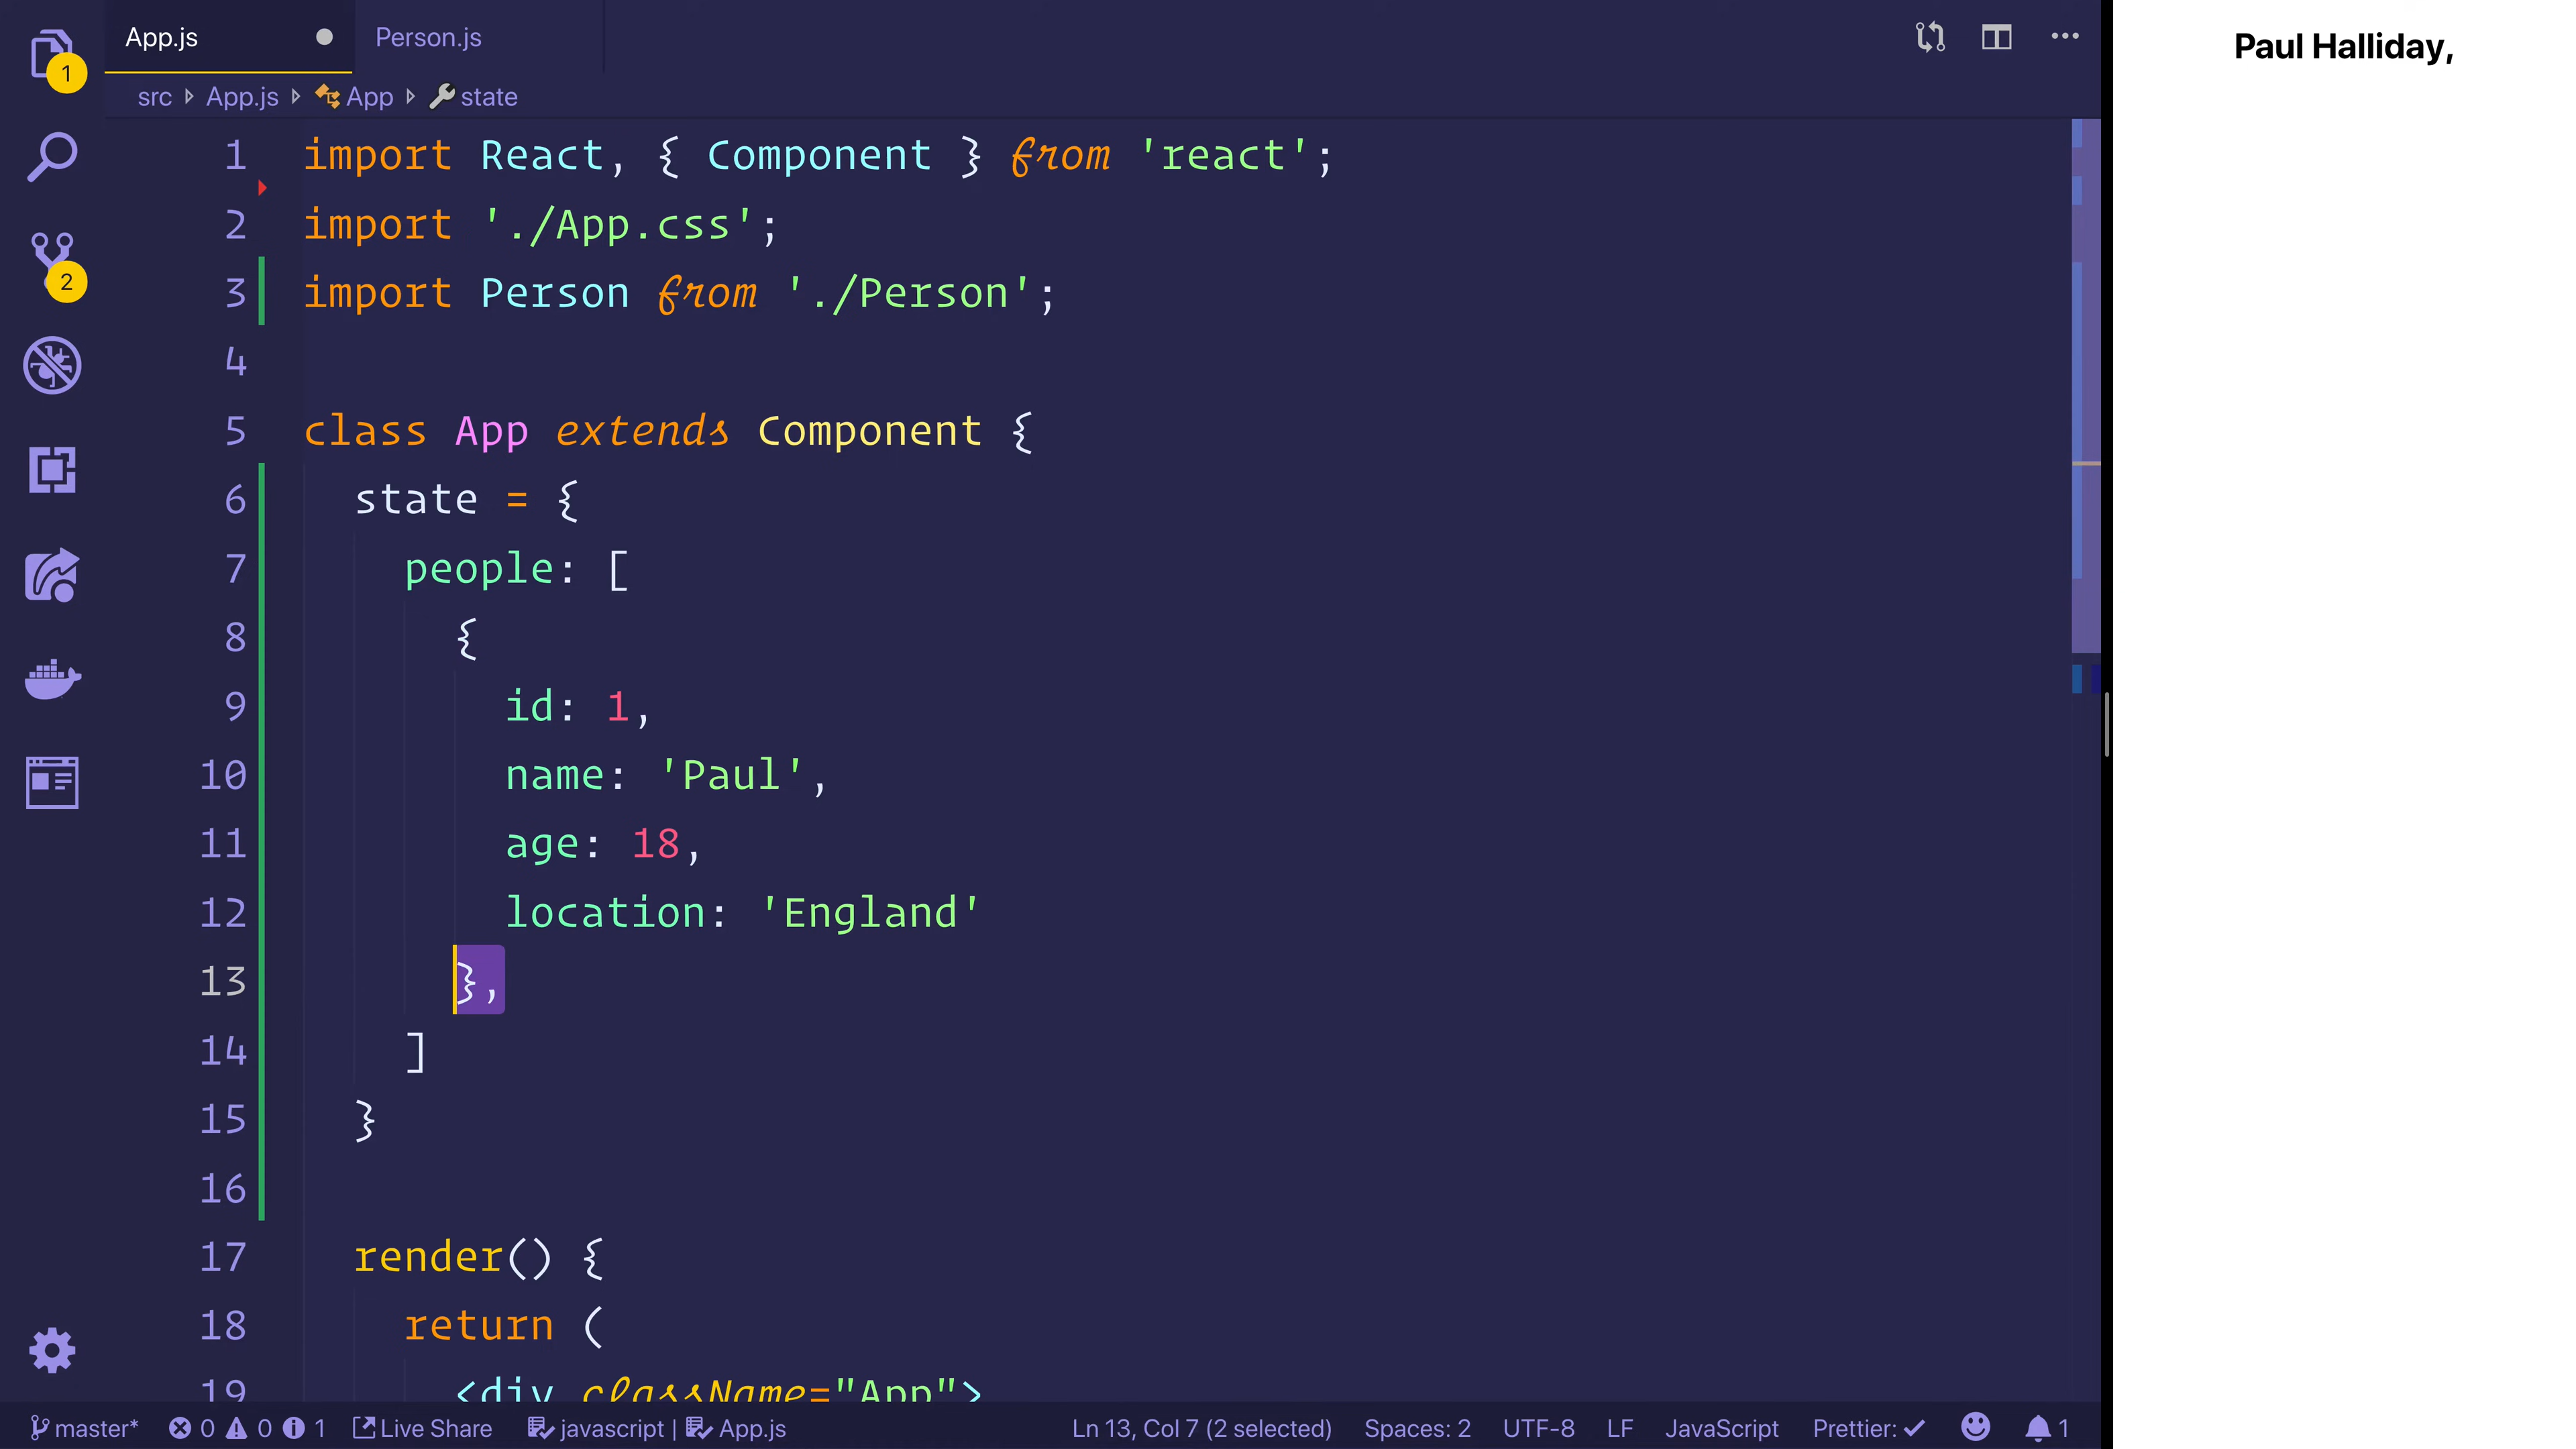 App.js
Person.js
Paul Halliday,
1
src App.js App state
1 import React, { Component } from 'react';
2 import './App.css';
2
3 import Person from './Person';
4
5 class App extends Component {
6 state = {
7 people: [
8 {
9 id: 1,
10 name: 'Paul',
11 age: 18,
12 location: 'England'
13 },
14 ]
15 }
16
17 render() {
18 return (
19 <div className="App">
master* 0 0 1 Live Share javascript | App.js Ln 13, Col 7 (2 selected) Spaces: 2 UTF-8 LF JavaScript Prettier: ✓ 1